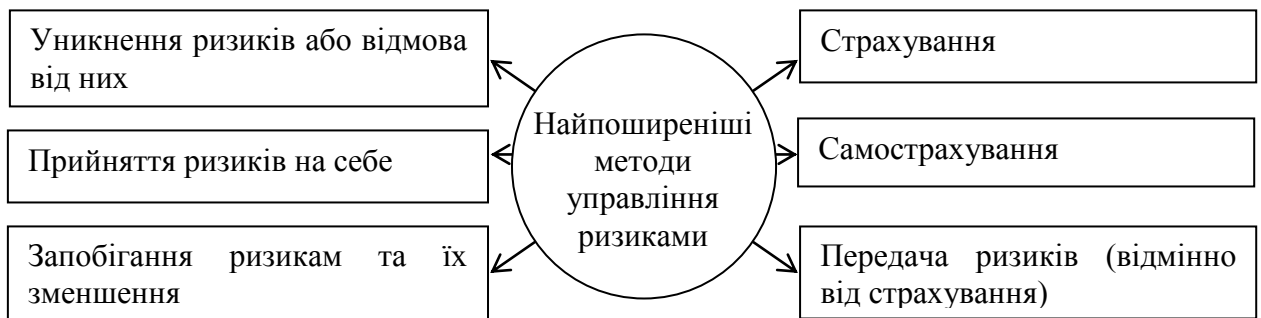 Уникнення ризиків або відмова
від них
Прийняття ризиків на себе
Запобігання ризикам та їх
зменшення
Найпоширеніші
методи
управління
ризиками
Страхування
Самострахування
Передача ризиків (відмінно
від страхування)